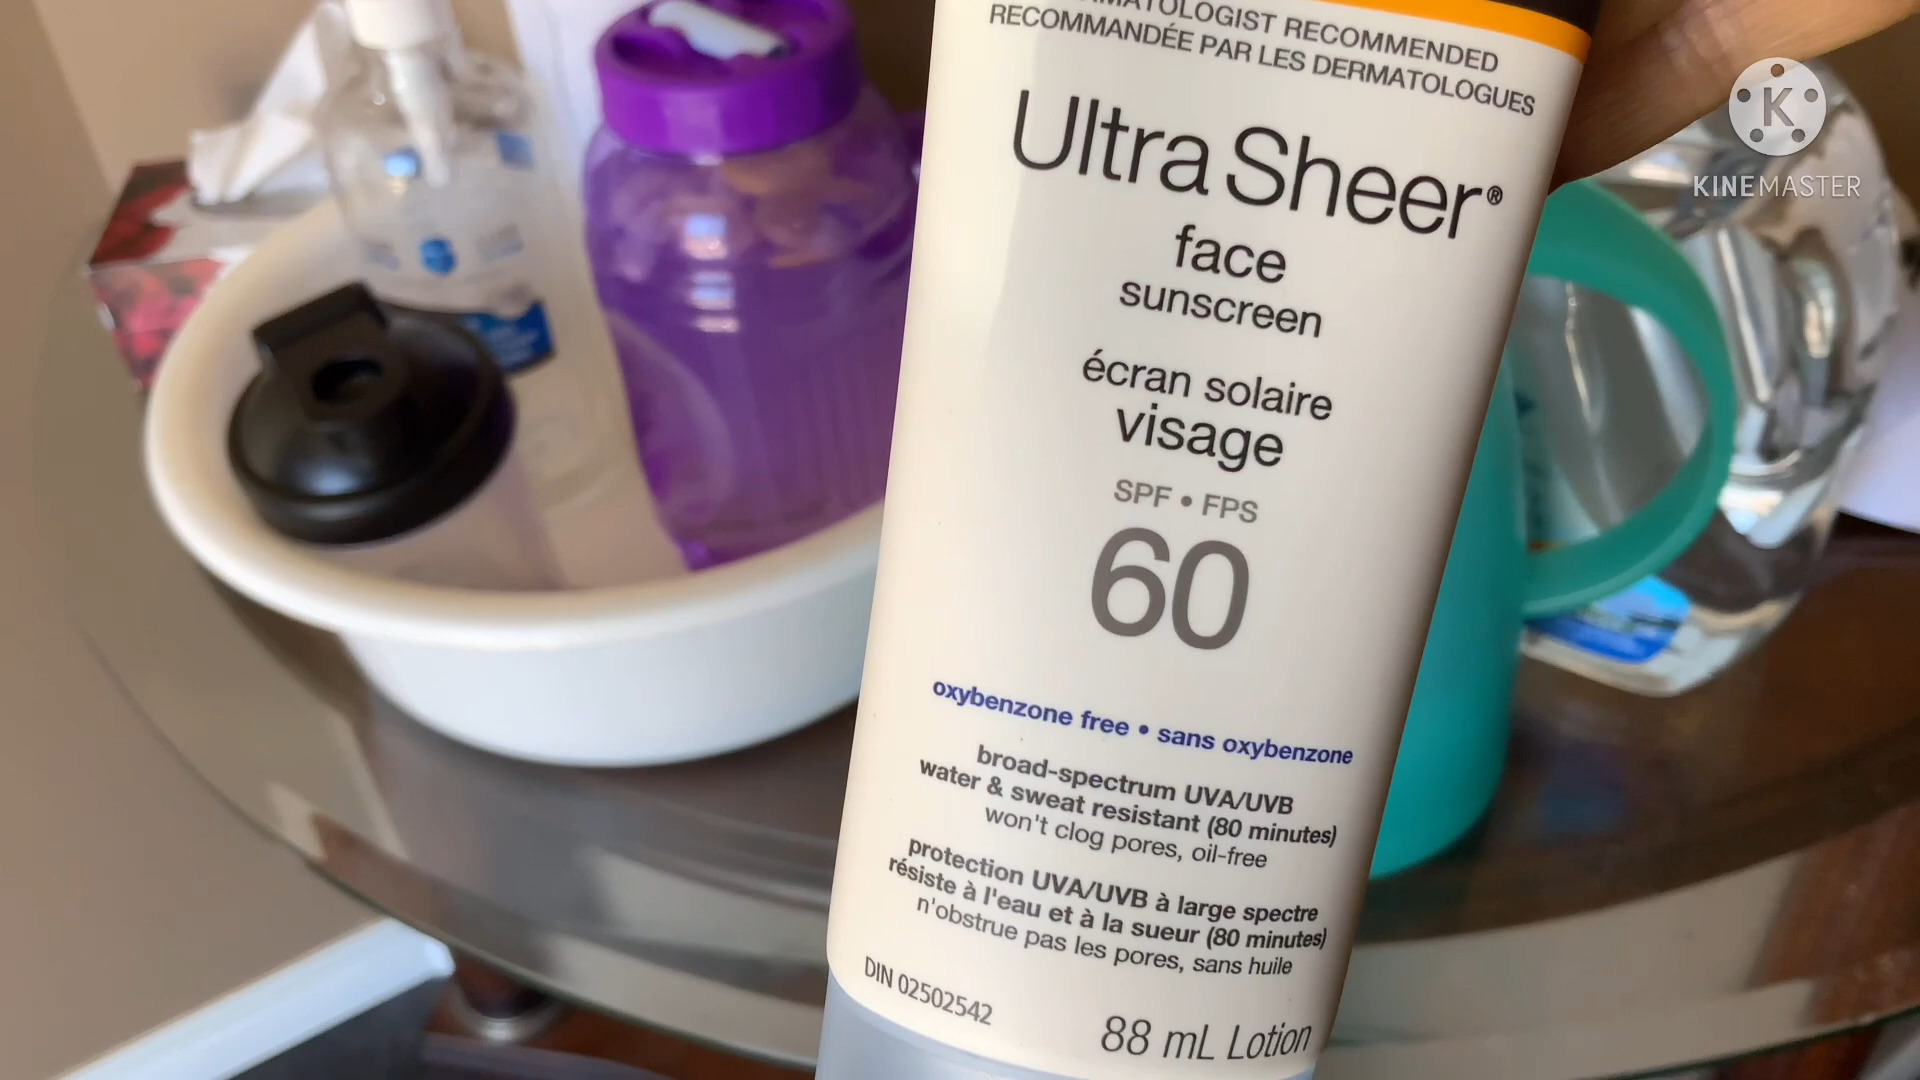 DERMATOLOGIST RECOMMENDED
RECOMMANDÉE PAR LES DERMATOLOGUES
Ultra Sheer®
face
sunscreen
écran solaire
visage
SPF • FPS
60
oxybenzone free • sans oxybenzone
broad-spectrum UVA/UVB
water & sweat resistant (80 minutes)
won't clog pores, oil-free
protection UVA/UVB à large spectre
résiste à l'eau et à la sueur (80 minutes)
n'obstrue pas les pores, sans huile
DIN 02502542
88 mL Lotion
K
KINEMASTER